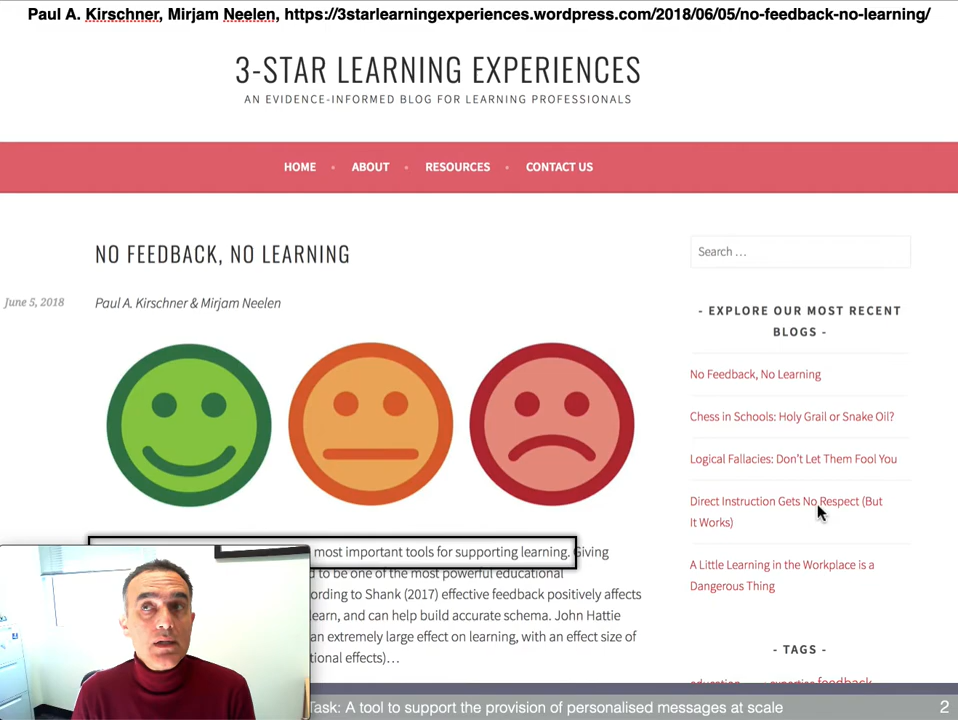 Paul A. Kirschner, Mirjam Neelen, https://3starlearningexperiences.wordpress.com/2018/06/05/no-feedback-no-learning/
3-STAR LEARNING EXPERIENCES
AN EVIDENCE-INFORMED BLOG FOR LEARNING PROFESSIONALS
HOME • ABOUT • RESOURCES • CONTACT US
NO FEEDBACK, NO LEARNING
June 5, 2018
Paul A. Kirschner & Mirjam Neelen
most important tools for supporting learning. Giving
to be one of the most powerful educational
ording to Shank (2017) effective feedback positively affects
learn, and can help build accurate schema. John Hattie
an extremely large effect on learning, with an effect size of
tional effects)…
Search …
- EXPLORE OUR MOST RECENT
BLOGS -
No Feedback, No Learning
Chess in Schools: Holy Grail or Snake Oil?
Logical Fallacies: Don't Let Them Fool You
Direct Instruction Gets No Respect (But
It Works)
A Little Learning in the Workplace is a
Dangerous Thing
- TAGS -
education expertise feedback
Task: A tool to support the provision of personalised messages at scale
2